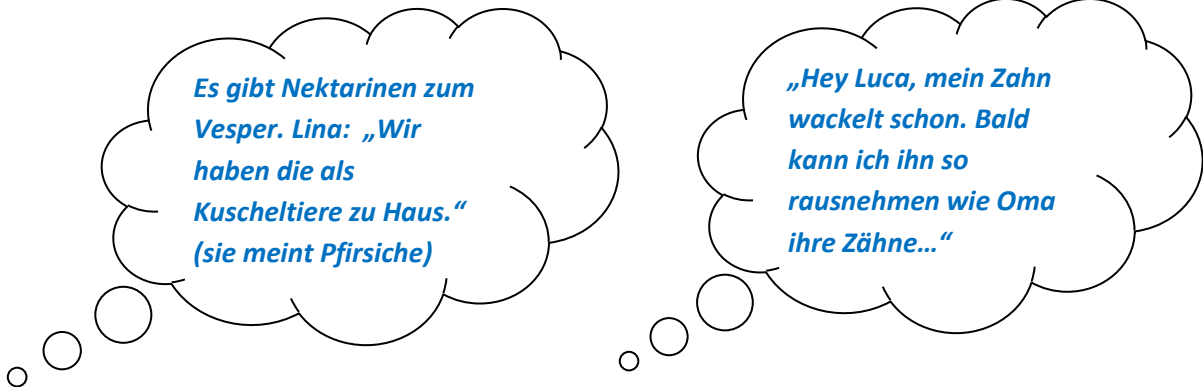 Es gibt Nektarinen zum
Vesper. Lina:  „Wir
haben die als
Kuscheltiere zu Haus.“
(sie meint Pfirsiche)
„Hey Luca, mein Zahn
wackelt schon. Bald
kann ich ihn so
rausnehmen wie Oma
ihre Zähne…“